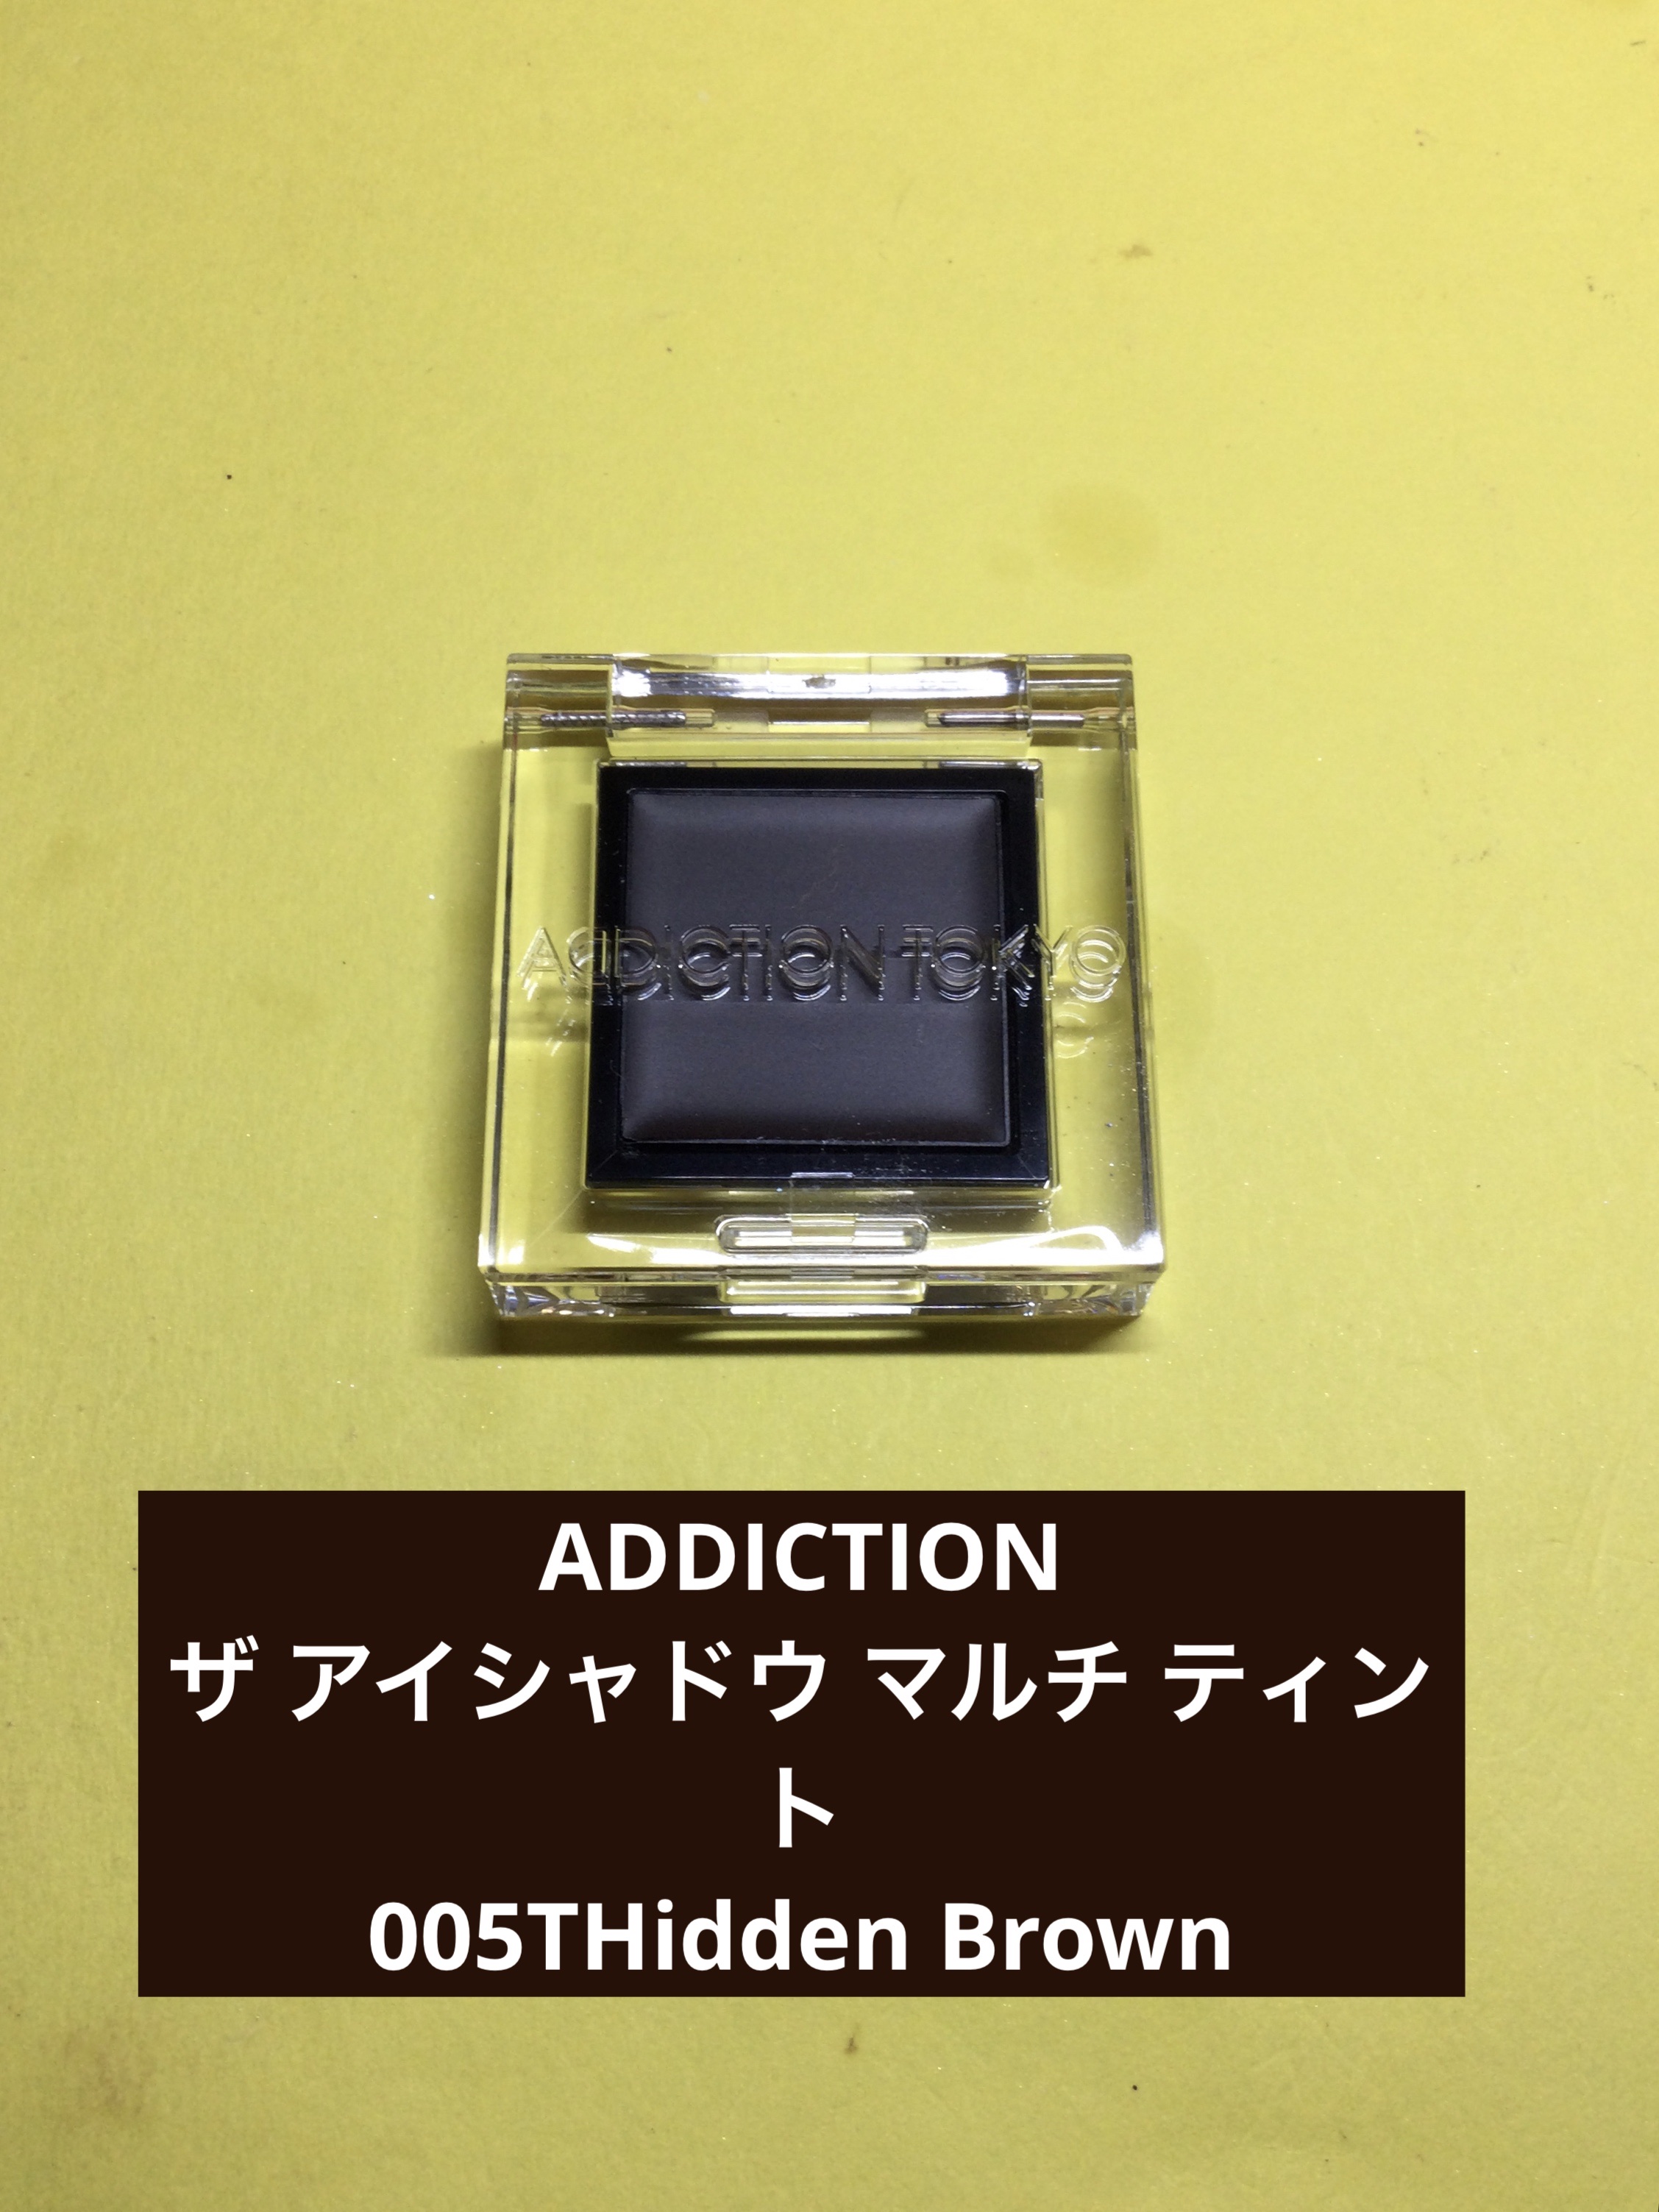 ADDICTION TOKYO
ADDICTION
ザ アイシャドウ マルチ ティン
ト
005THidden Brown